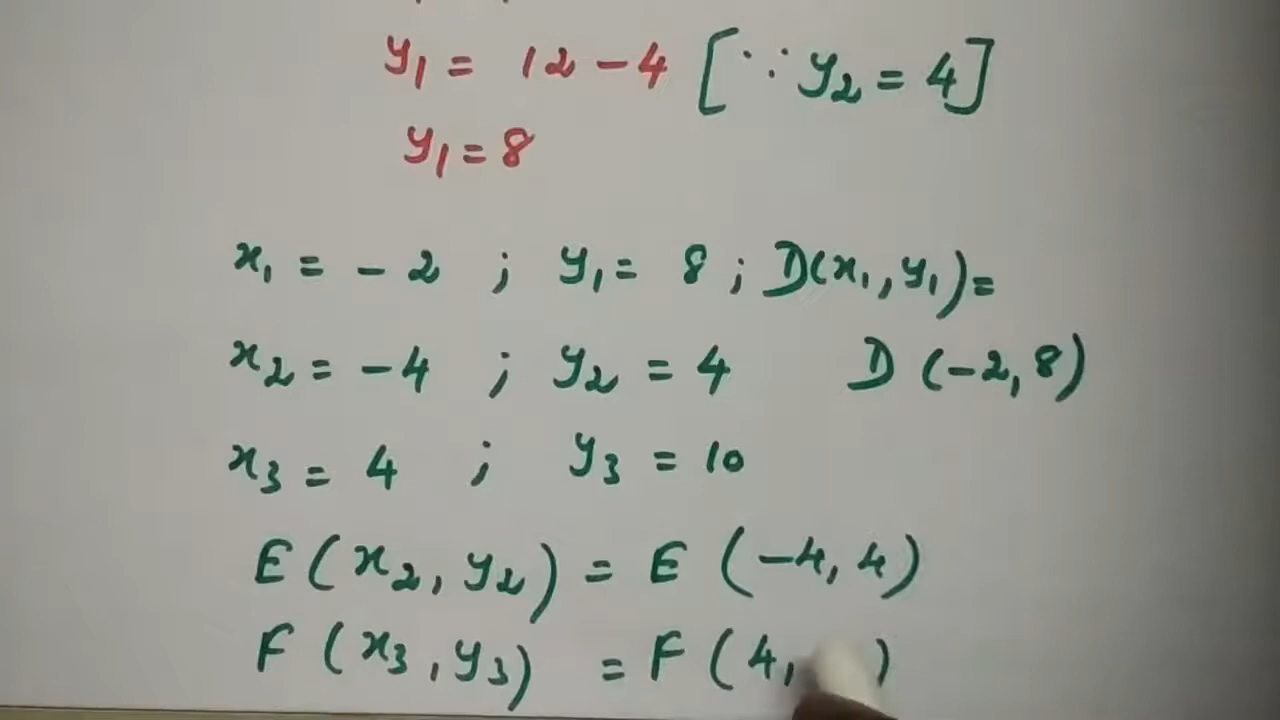 y₁ = 12 - 4 [∵ y₂ = 4]
y₁ = 8
x₁ = - 2 ; y₁ = 8 ; D(x₁, y₁) =
x₂ = -4 ; y₂ = 4 D (-2, 8)
x₃ = 4 ; y₃ = 10
E (x₂, y₂) = E (-4, 4)
F (x₃, y₃) = F (4, )